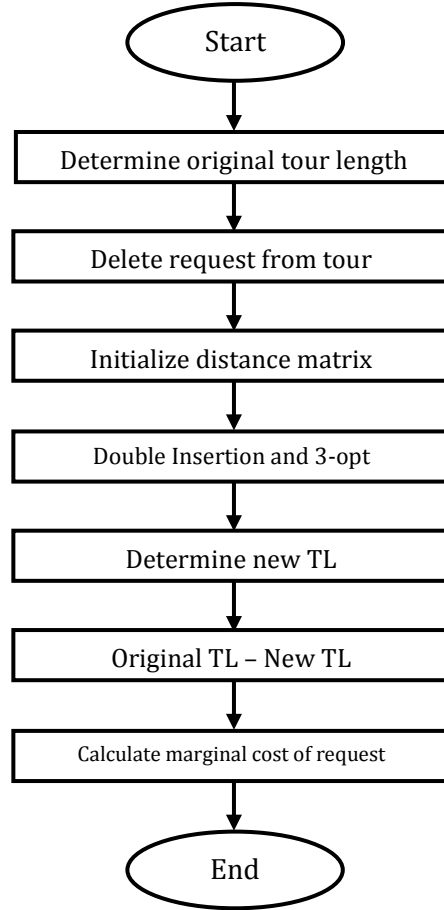 Start
Determine original tour length
Delete request from tour
Initialize distance matrix
Double Insertion and 3-opt
Determine new TL
Original TL – New TL
Calculate marginal cost of request
End